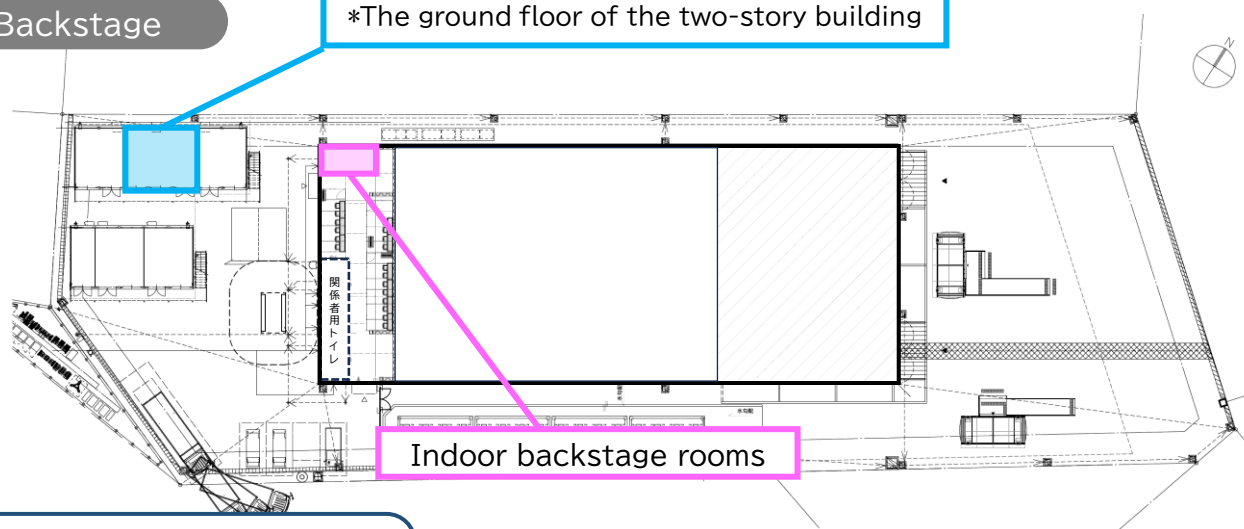 Backstage
*The ground floor of the two-story building
N
関係者用トイレ
Indoor backstage rooms